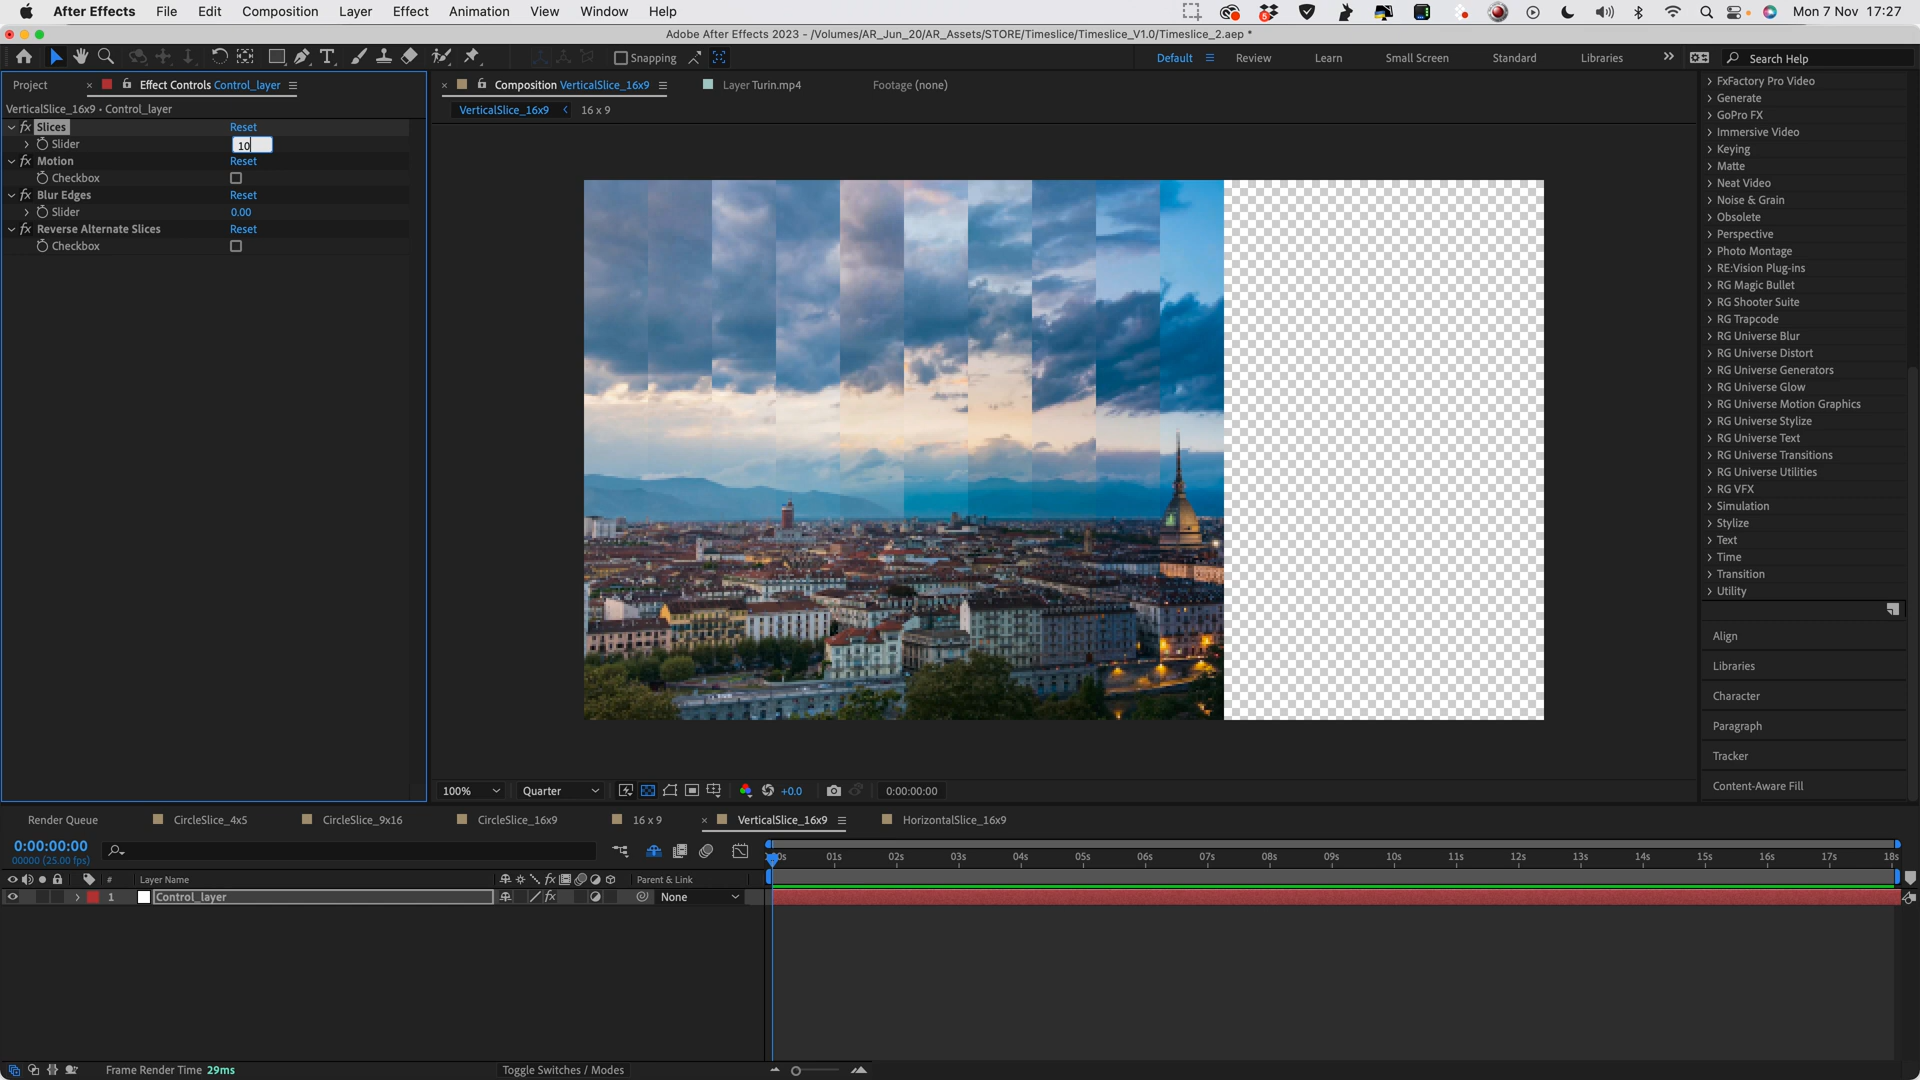 After Effects File Edit Composition Layer Effect Animation View Window Help Mon 7 Nov 17:27
Adobe After Effects 2023 - /Volumes/AR_Jun_20/AR_Assets/STORE/Timeslice/Timeslice_V1.0/Timeslice_2.aep *
Snapping Default Review Learn Small Screen Standard Libraries Search Help
Project Effect Controls Control_layer
VerticalSlice_16x9 • Control_layer
fx Slices Reset
Slider 10
fx Motion Reset
Checkbox
fx Blur Edges Reset
Slider 0.00
fx Reverse Alternate Slices Reset
Checkbox
Composition VerticalSlice_16x9 Layer Turin.mp4 Footage (none)
VerticalSlice_16x9 16 x 9
100% Quarter +0.0 0:00:00:00
FxFactory Pro Video
Generate
GoPro FX
Immersive Video
Keying
Matte
Neat Video
Noise & Grain
Obsolete
Perspective
Photo Montage
RE:Vision Plug-ins
RG Magic Bullet
RG Shooter Suite
RG Trapcode
RG Universe Blur
RG Universe Distort
RG Universe Generators
RG Universe Glow
RG Universe Motion Graphics
RG Universe Stylize
RG Universe Text
RG Universe Transitions
RG Universe Utilities
RG VFX
Simulation
Stylize
Text
Time
Transition
Utility
Align
Libraries
Character
Paragraph
Tracker
Content-Aware Fill
Render Queue CircleSlice_4x5 CircleSlice_9x16 CircleSlice_16x9 16 x 9 VerticalSlice_16x9 HorizontalSlice_16x9
0:00:00:00
00000 (25.00 fps)
01s 02s 03s 04s 05s 06s 07s 08s 09s 10s 11s 12s 13s 14s 15s 16s 17s 18s
# Layer Name fx Parent & Link
1 Control_layer fx None
Frame Render Time 29ms Toggle Switches / Modes